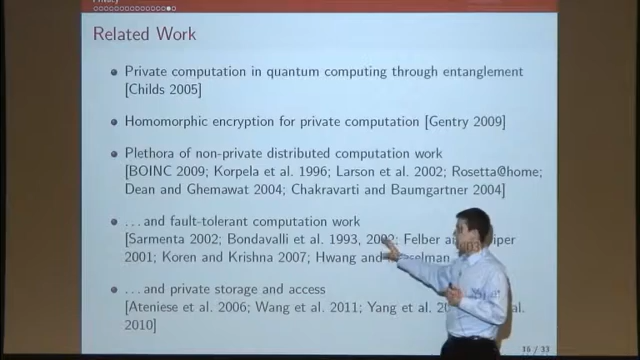 Privacy
Related Work
Private computation in quantum computing through entanglement
[Childs 2005]
Homomorphic encryption for private computation [Gentry 2009]
Plethora of non-private distributed computation work
[BOINC 2009; Korpela et al. 1996; Larson et al. 2002; Rosetta@home;
Dean and Ghemawat 2004; Chakravarti and Baumgartner 2004]
. . . and fault-tolerant computation work
[Sarmenta 2002; Bondavalli et al. 1993, 2002; Felber
2001; Koren and Krishna 2007; Hwang and
. . . and private storage and access
[Ateniese et al. 2006; Wang et al. 2011; Yang et al. al.
2010]
16 / 33